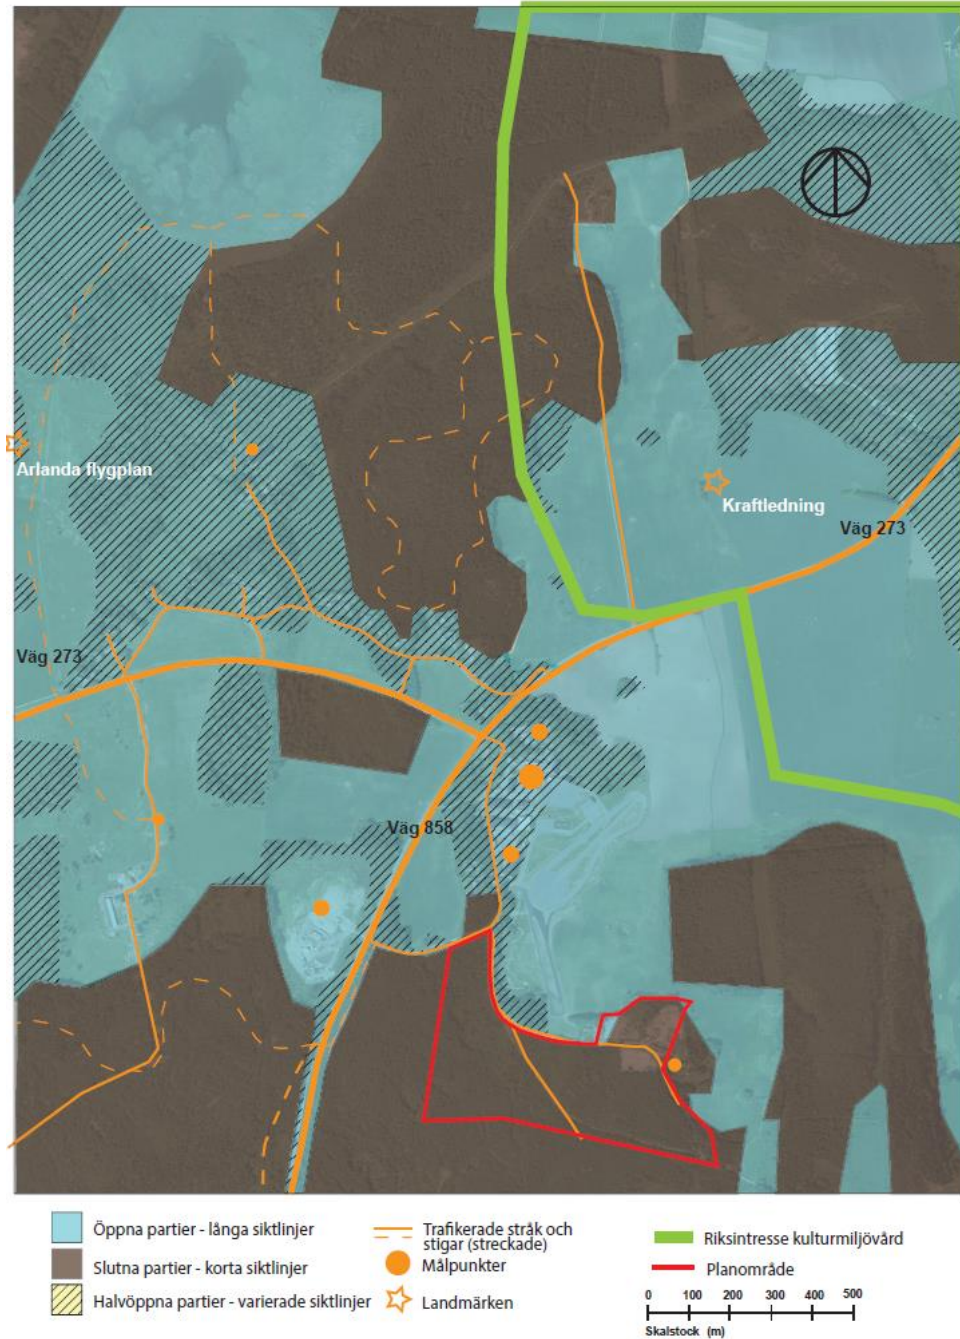 Arlanda flygplan
Kraftledning
Väg 273
Väg 273
Väg 858
Öppna partier - långa siktlinjer
Slutna partier - korta siktlinjer
Halvöppna partier - varierade siktlinjer
Trafikerade stråk och
stigar (streckade)
Målpunkter
Landmärken
Riksintresse kulturmiljövård
Planområde
0 100 200 300 400 500
Skalstock (m)